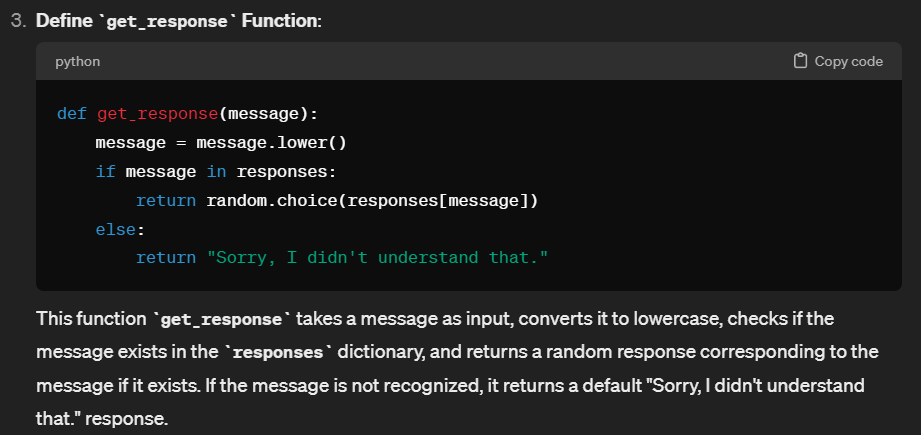 3. Define `get_response` Function:
python
Copy code
def get_response(message):
    message = message.lower()
    if message in responses:
        return random.choice(responses[message])
    else:
        return "Sorry, I didn't understand that."
This function `get_response` takes a message as input, converts it to lowercase, checks if the
message exists in the `responses` dictionary, and returns a random response corresponding to the
message if it exists. If the message is not recognized, it returns a default "Sorry, I didn't understand
that." response.